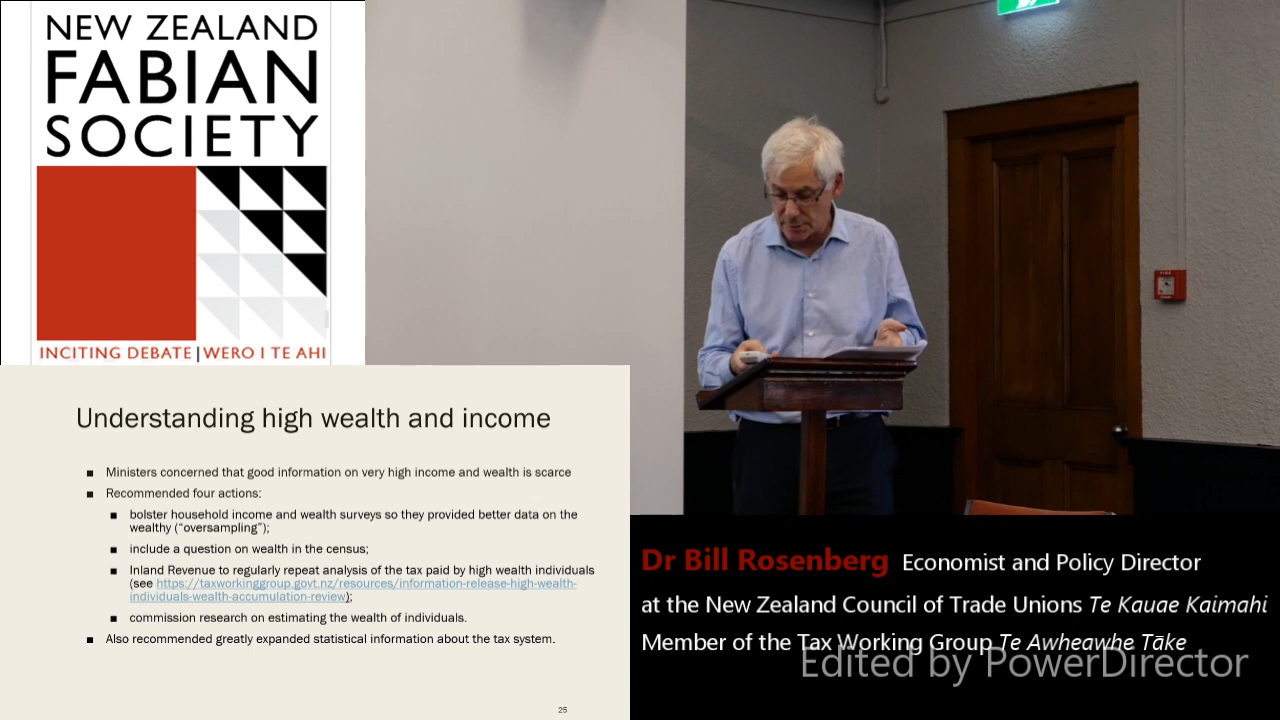 NEW ZEALAND
FABIAN
SOCIETY
INCITING DEBATE | WERO I TE AHI
Understanding high wealth and income
■ Ministers concerned that good information on very high income and wealth is scarce
■ Recommended four actions:
■ bolster household income and wealth surveys so they provided better data on the
wealthy (“oversampling”);
■ include a question on wealth in the census;
■ Inland Revenue to regularly repeat analysis of the tax paid by high wealth individuals
(see https://taxworkinggroup.govt.nz/resources/information-release-high-wealth-
individuals-wealth-accumulation-review);
■ commission research on estimating the wealth of individuals.
■ Also recommended greatly expanded statistical information about the tax system.
25
FIRE
Dr Bill Rosenberg Economist and Policy Director
at the New Zealand Council of Trade Unions Te Kauae Kaimahi
Member of the Tax Working Group Te Awheawhe Tāke
Edited by PowerDirector